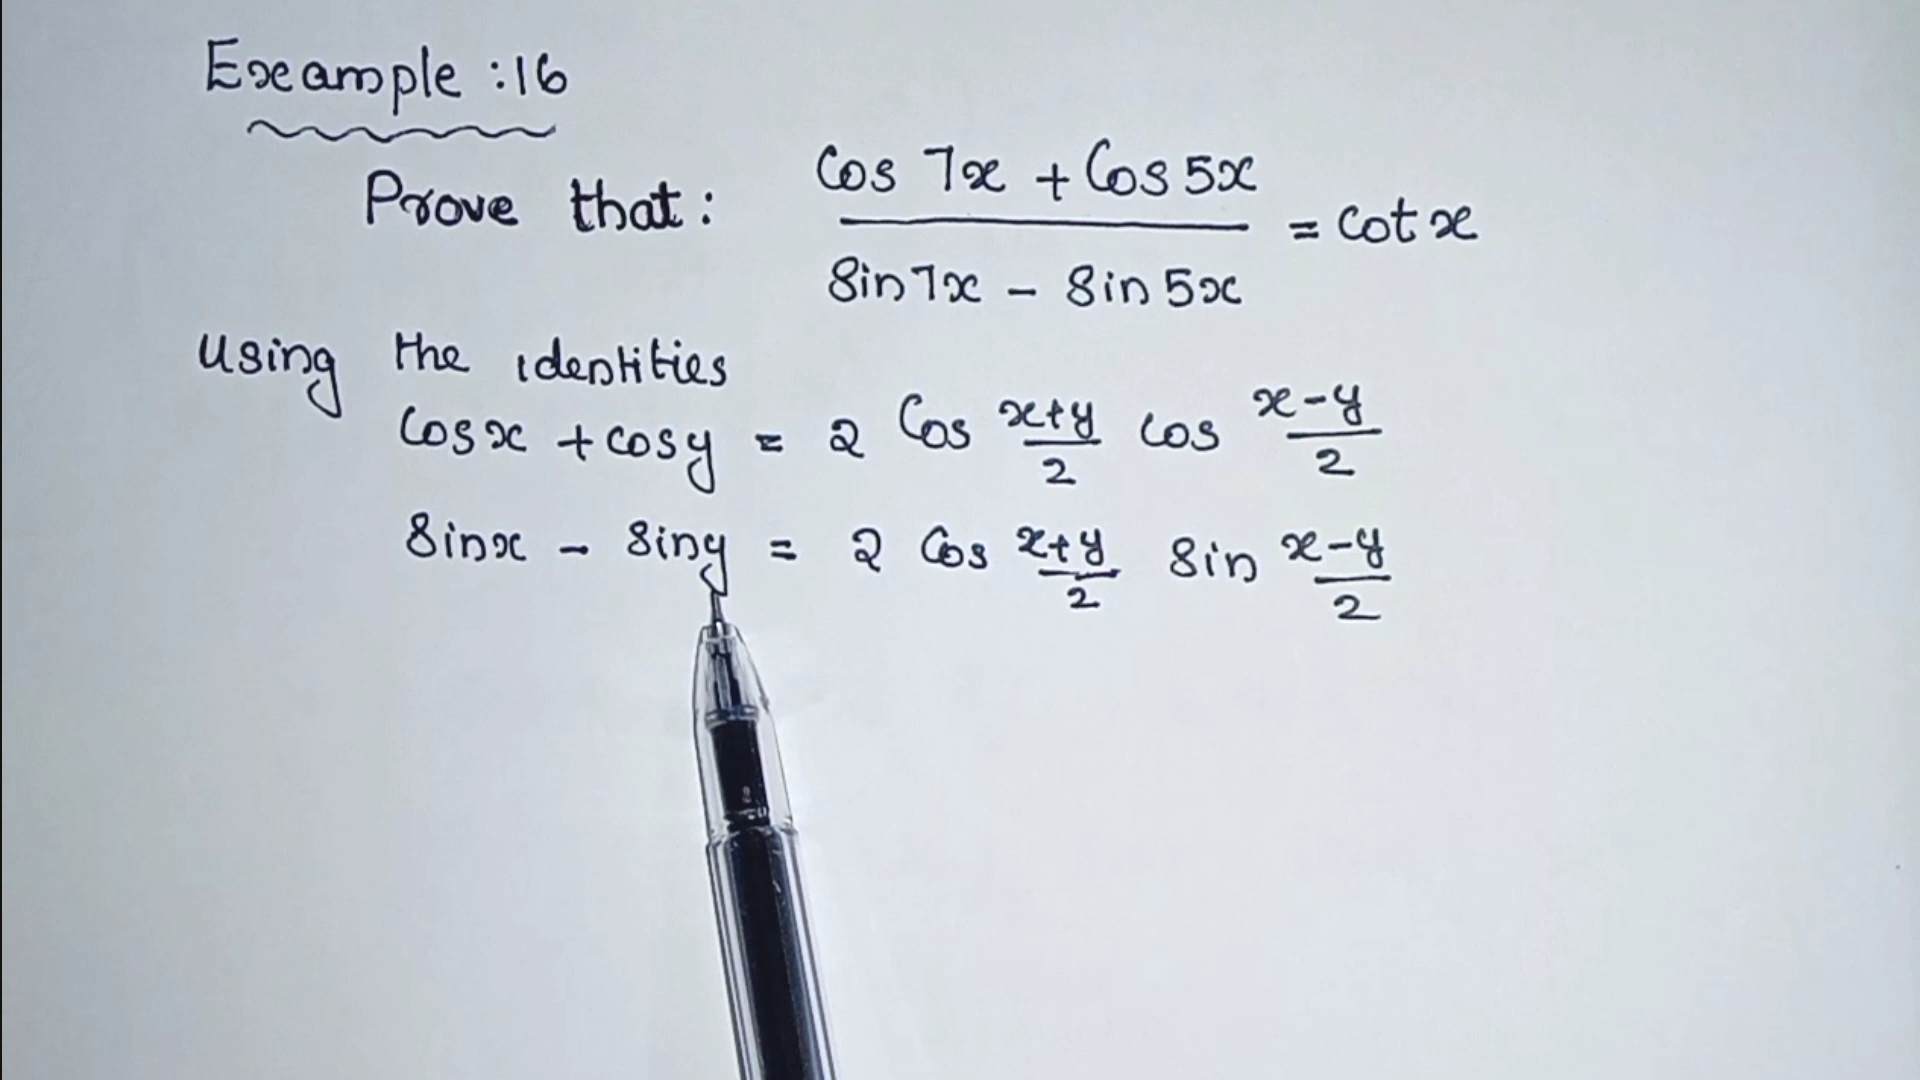 Example :16
Prove that : (cos 7x + Cos 5x) / (Sin 7x - Sin 5x) = cot x
Using the identities
Cos x + cos y = 2 Cos (x+y)/2 cos (x-y)/2
Sin x - Sin y = 2 Cos (x+y)/2 Sin (x-y)/2